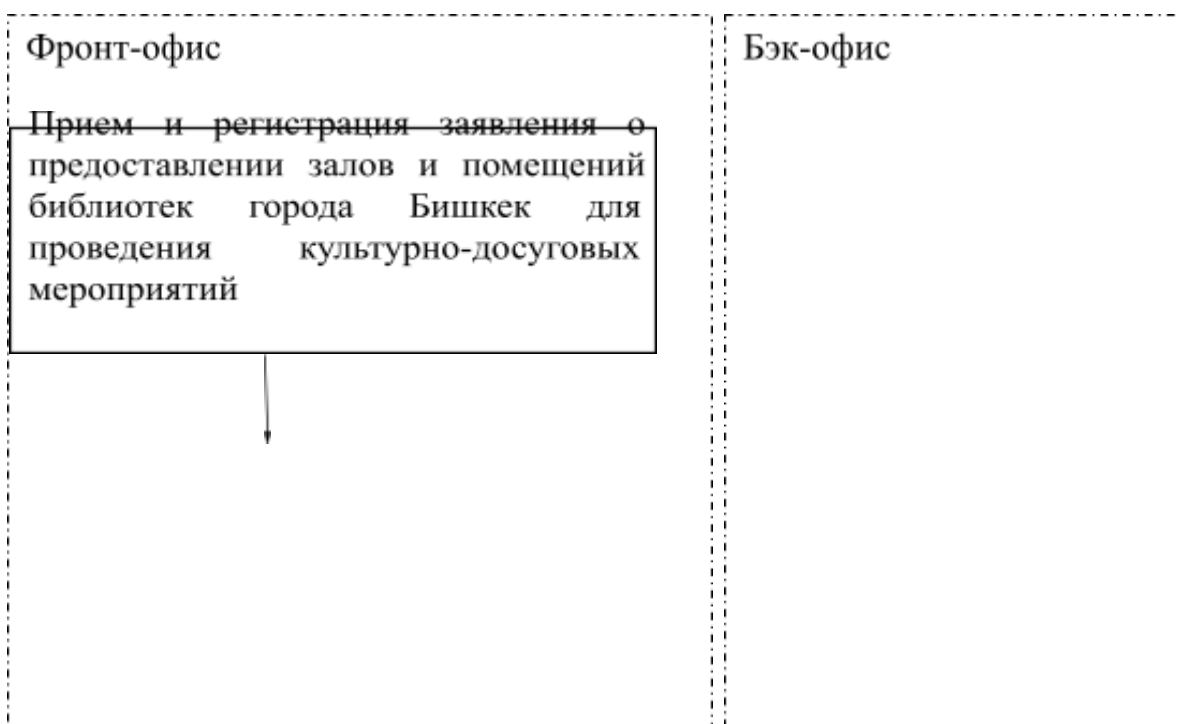 Фронт-офис
Бэк-офис
Прием и регистрация заявления о
предоставлении залов и помещений
библиотек города Бишкек для
проведения культурно-досуговых
мероприятий